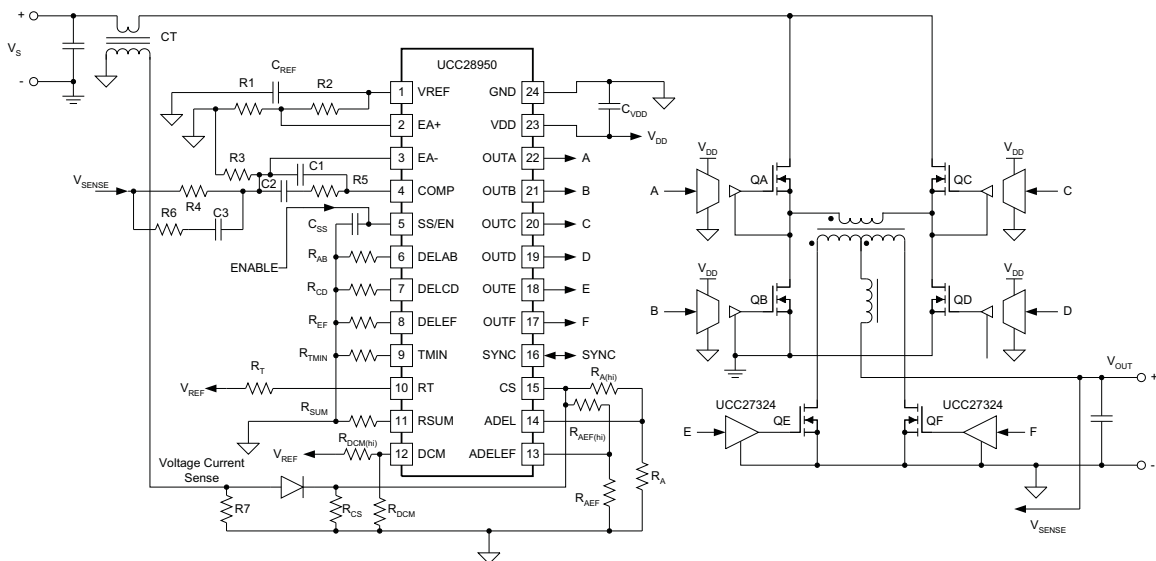 +
V_S
-
CT
UCC28950
C_REF
R1
R2
1 VREF
2 EA+
3 EA-
4 COMP
5 SS/EN
6 DELAB
7 DELCD
8 DELEF
9 TMIN
10 RT
11 RSUM
12 DCM
GND 24
VDD 23
OUTA 22
OUTB 21
OUTC 20
OUTD 19
OUTE 18
OUTF 17
SYNC 16
CS 15
ADEL 14
ADELEF 13
C_VDD
V_DD
A
B
C
D
E
F
SYNC
R3
C1
V_SENSE
C2
R5
R4
R6
C3
C_SS
ENABLE
R_AB
R_CD
R_EF
R_TMIN
R_T
V_REF
R_SUM
R_DCM(hi)
V_REF
Voltage Current
Sense
R7
R_CS
R_DCM
R_A(hi)
R_AEF(hi)
R_AEF
R_A
V_DD
V_DD
A
QA
QC
C
V_DD
V_DD
B
QB
QD
D
V_OUT
+
UCC27324
UCC27324
E
QE
QF
F
-
V_SENSE